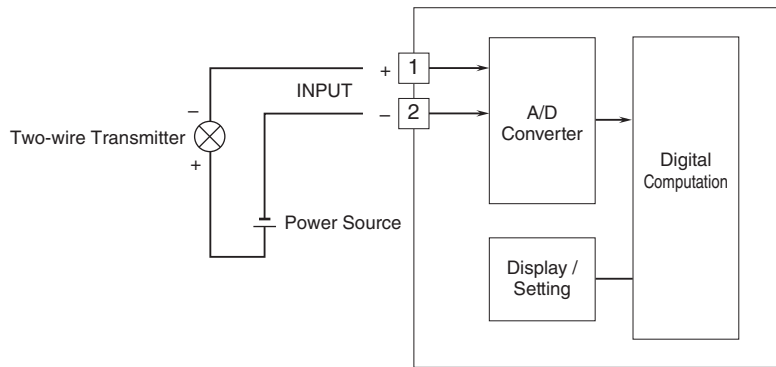 + 1
INPUT
– 2
–
Two-wire Transmitter
+
Power Source
A/D
Converter
Digital
Computation
Display /
Setting